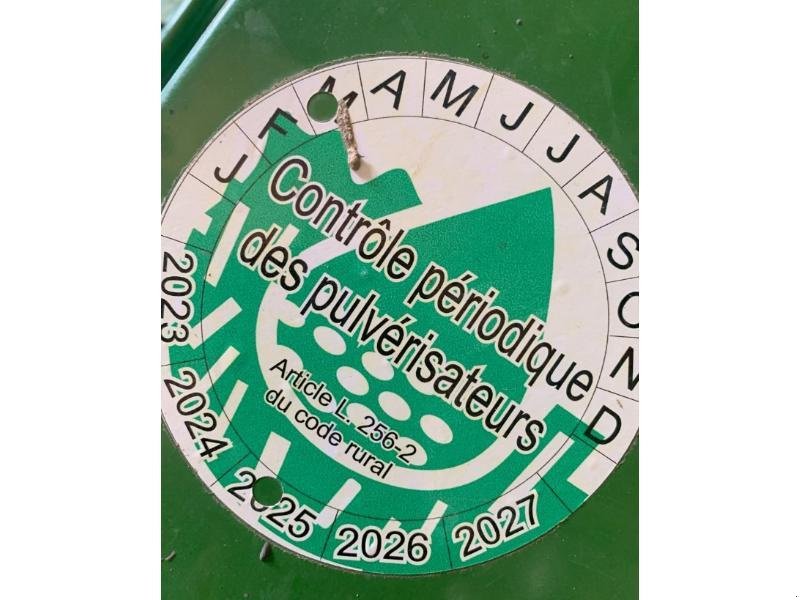 J F M A M J J A S O N D
Contrôle périodique
des pulvérisateurs
Article L. 256-2
du code rural
2023 2024 2025 2026 2027